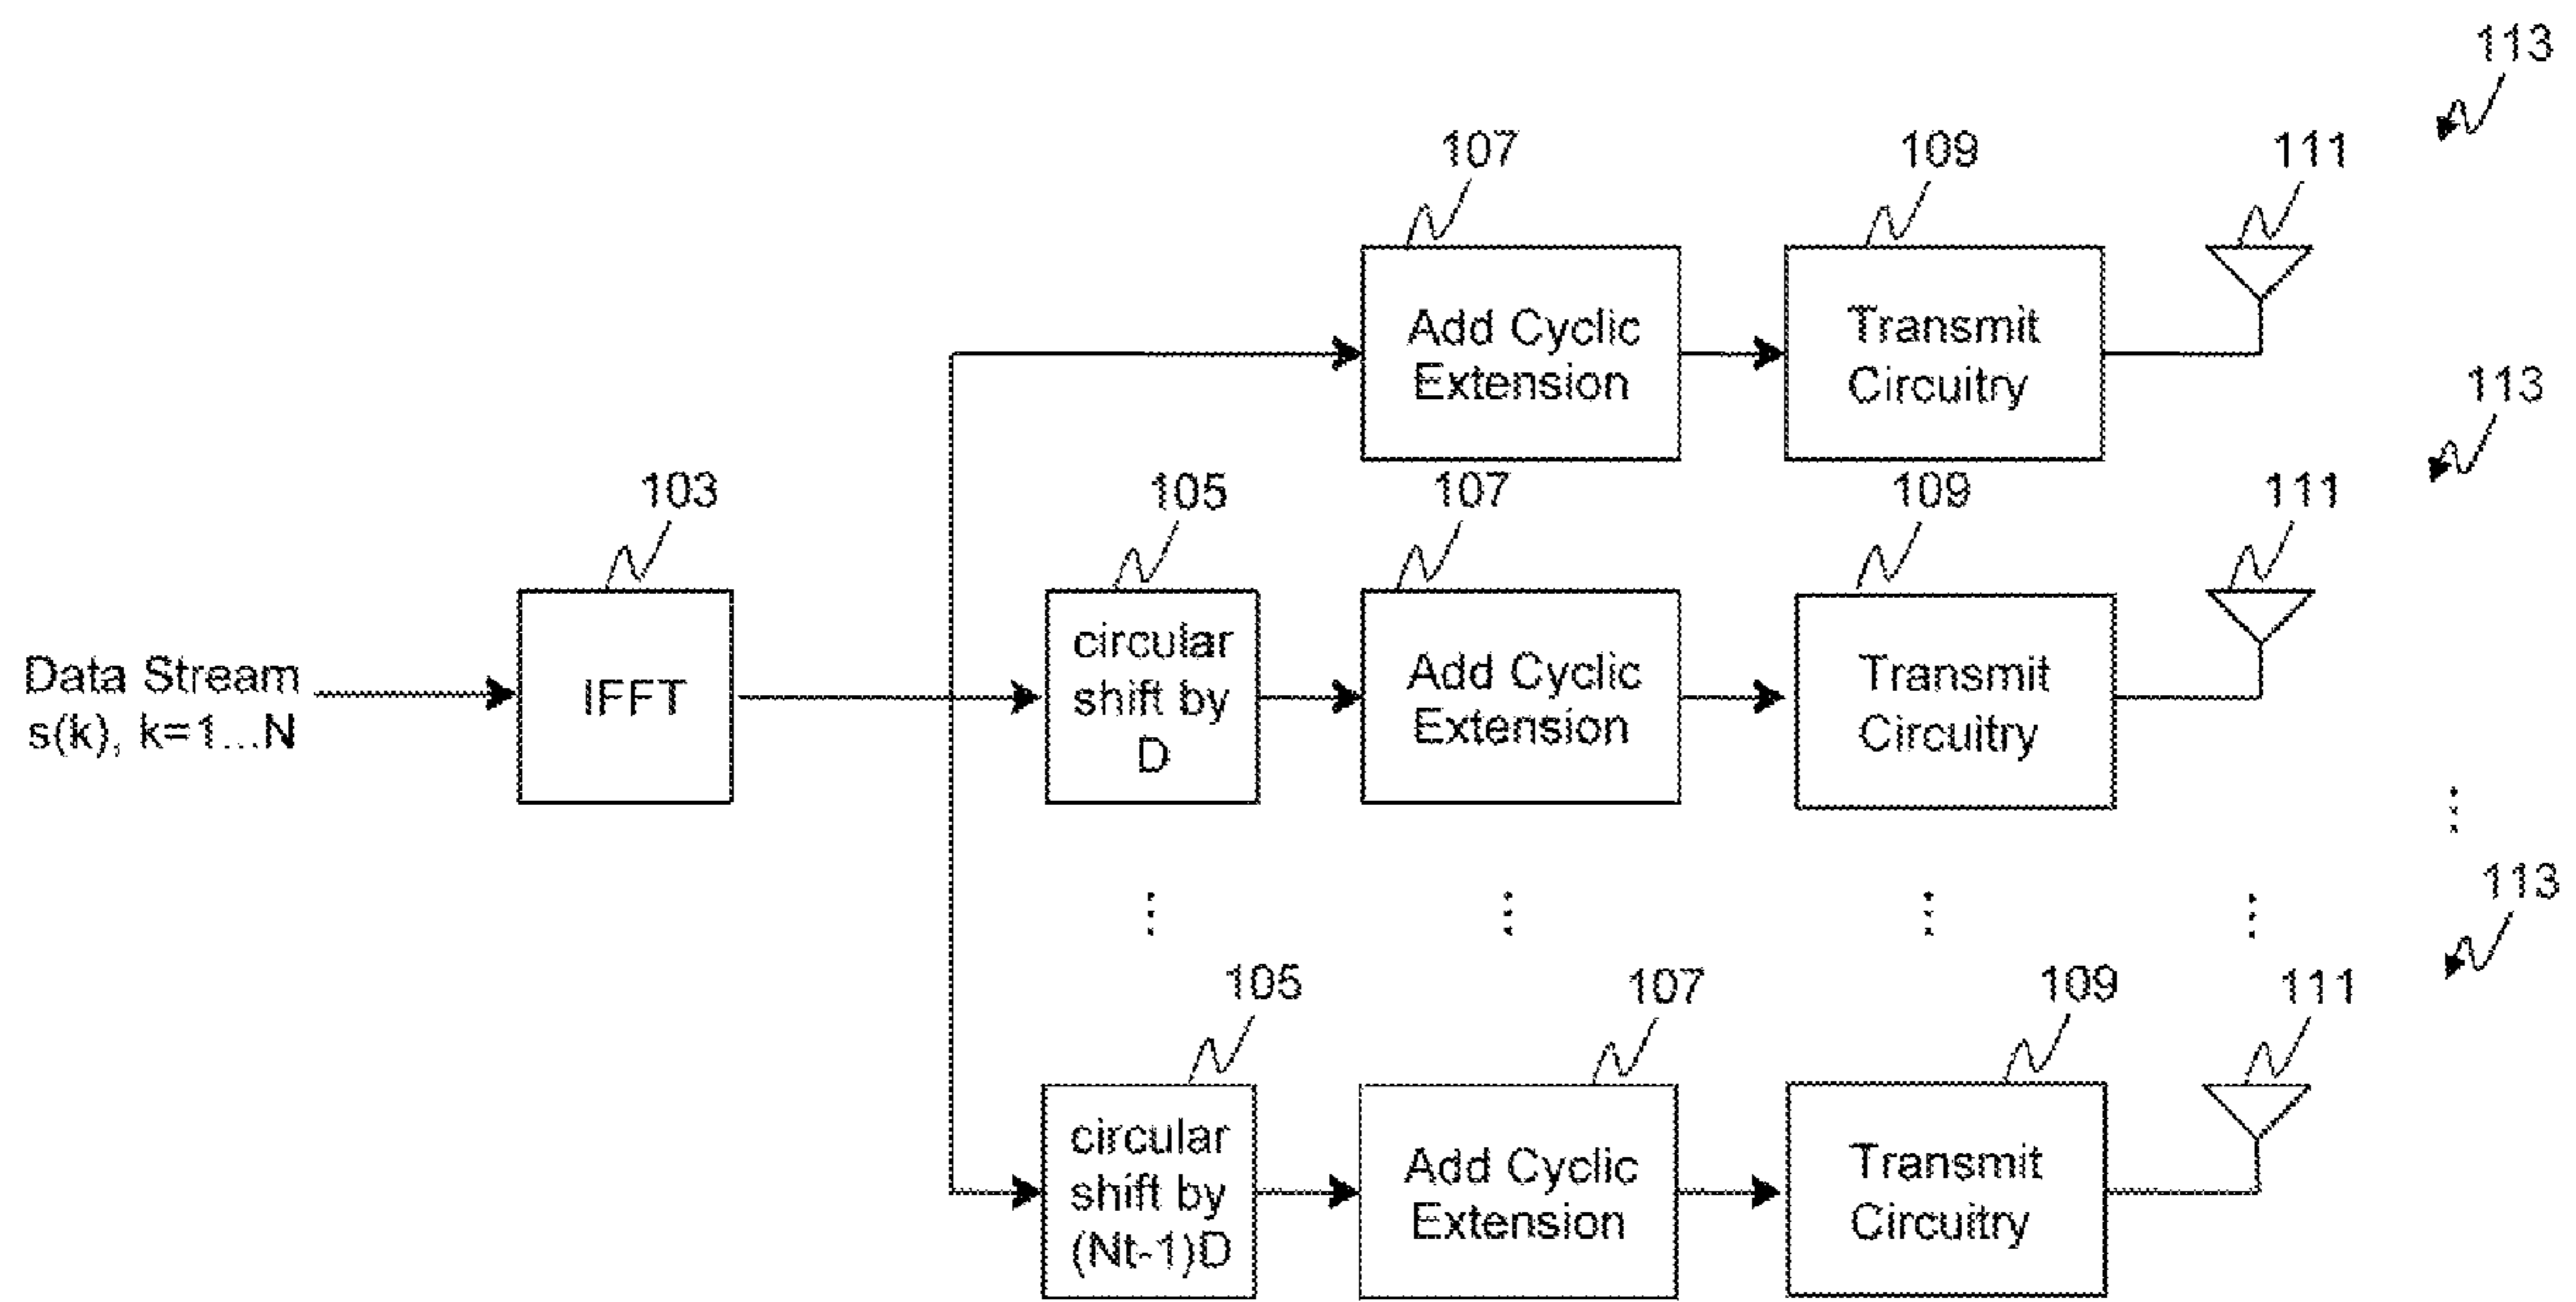 113
107
109
111
Add Cyclic
Extension
Transmit
Circuitry
113
103
105
107
109
111
Data Stream
s(k), k=1...N
IFFT
circular
shift by
D
Add Cyclic
Extension
Transmit
Circuitry
113
105
107
109
111
circular
shift by
(Nt-1)D
Add Cyclic
Extension
Transmit
Circuitry